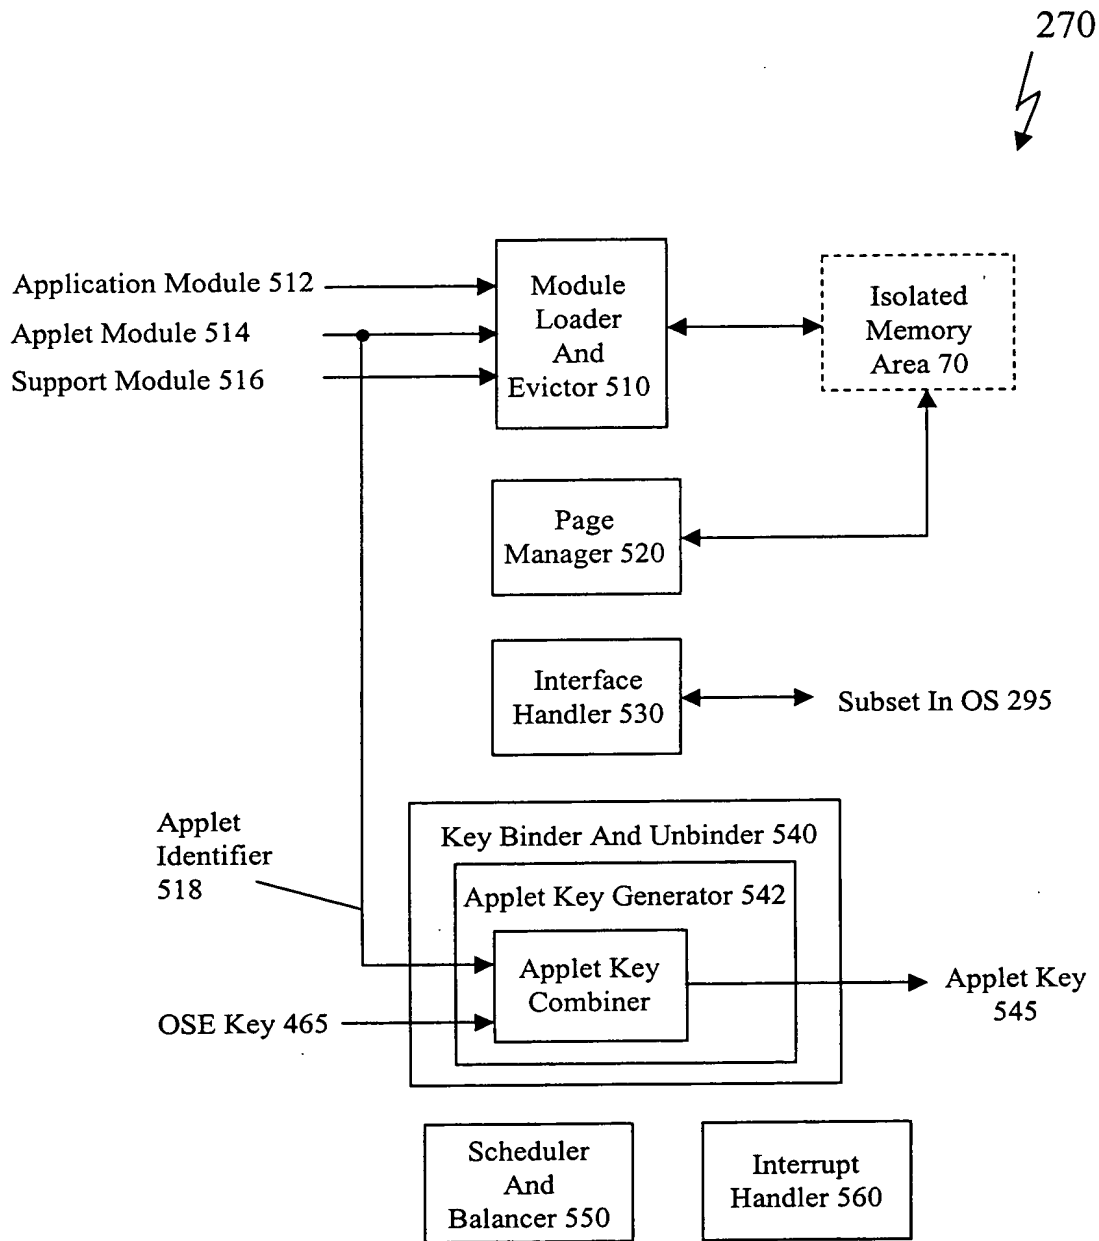 270
Application Module 512
Applet Module 514
Support Module 516
Module
Loader
And
Evictor 510
Isolated
Memory
Area 70
Page
Manager 520
Interface
Handler 530
Subset In OS 295
Applet
Identifier
518
Key Binder And Unbinder 540
Applet Key Generator 542
Applet Key
Combiner
OSE Key 465
Applet Key
545
Scheduler
And
Balancer 550
Interrupt
Handler 560